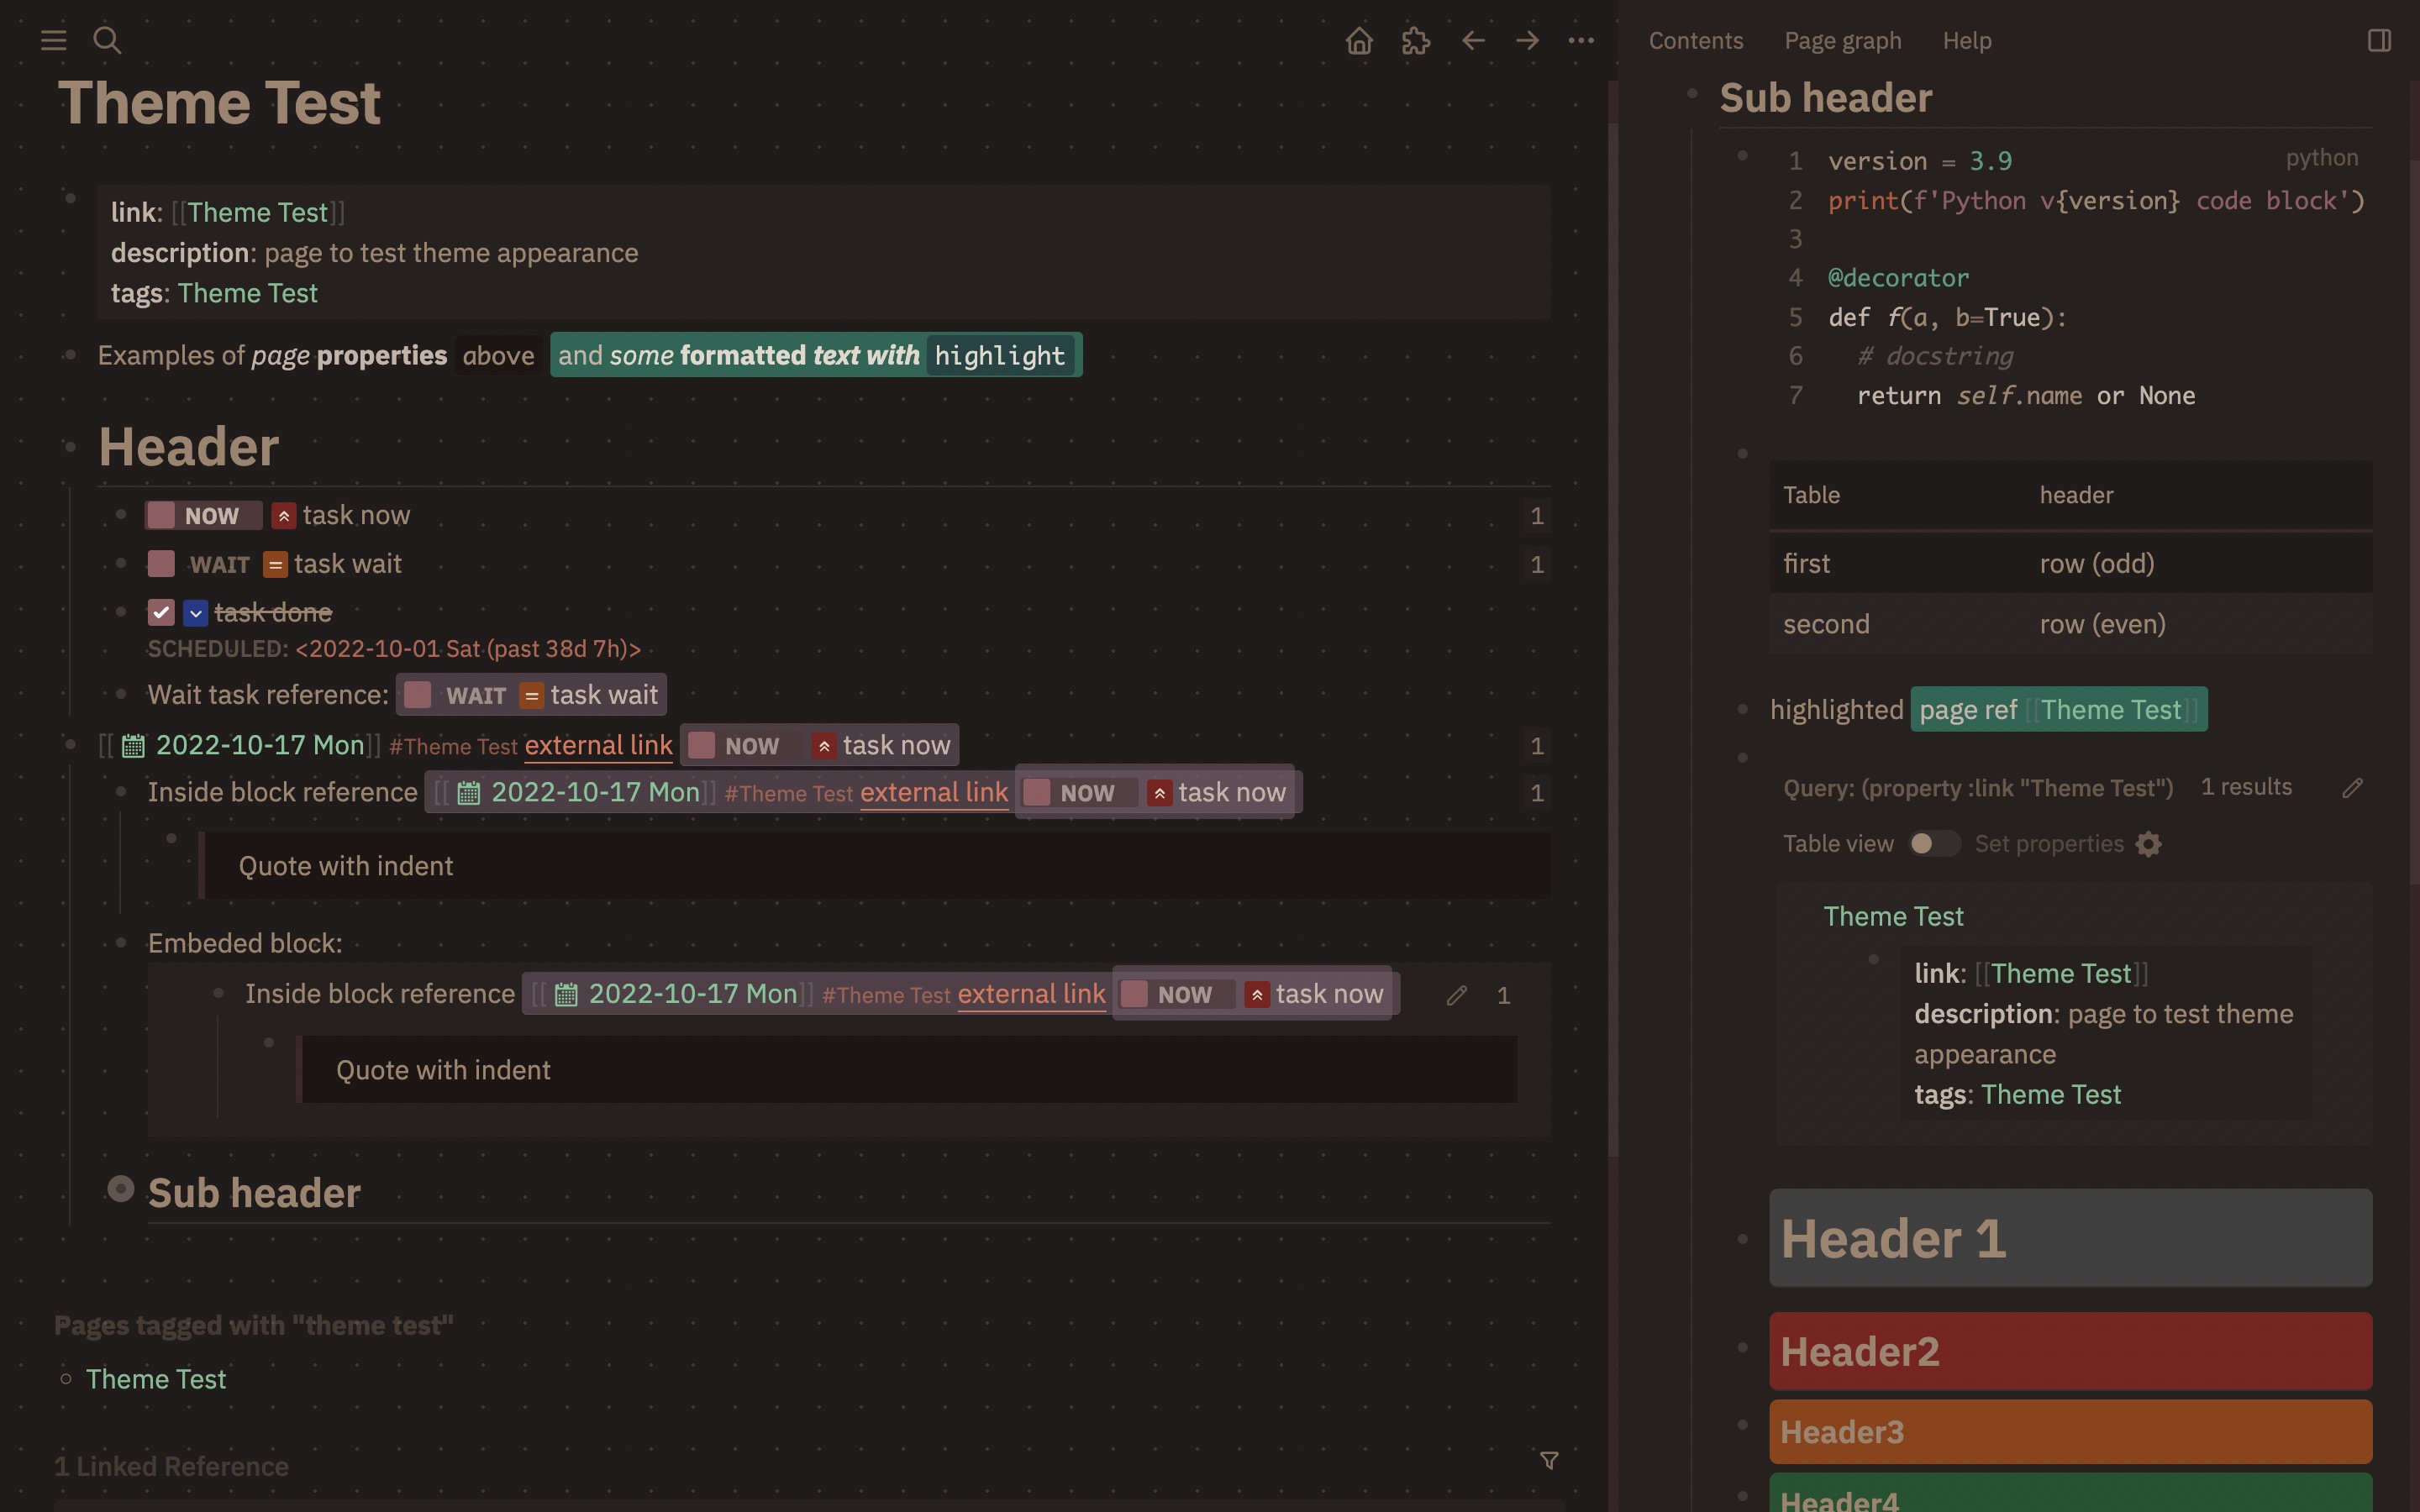 Theme Test
link: [[Theme Test]]
description: page to test theme appearance
tags: Theme Test
Examples of page properties above and some formatted text with highlight
Header
NOW task now 1
WAIT = task wait 1
task done
SCHEDULED: <2022-10-01 Sat (past 38d 7h)>
Wait task reference: WAIT = task wait
[[2022-10-17 Mon]] #Theme Test external link NOW task now 1
Inside block reference [[2022-10-17 Mon]] #Theme Test external link NOW task now 1
Quote with indent
Embeded block:
Inside block reference [[2022-10-17 Mon]] #Theme Test external link NOW task now 1
Quote with indent
Sub header
Pages tagged with "theme test"
Theme Test
1 Linked Reference
Contents Page graph Help
Sub header
python
1 version = 3.9
2 print(f'Python v{version} code block')
3
4 @decorator
5 def f(a, b=True):
6 # docstring
7 return self.name or None
Table header
first row (odd)
second row (even)
highlighted page ref [[Theme Test]]
Query: (property :link "Theme Test") 1 results
Table view Set properties
Theme Test
link: [[Theme Test]]
description: page to test theme
appearance
tags: Theme Test
Header 1
Header2
Header3
Header4